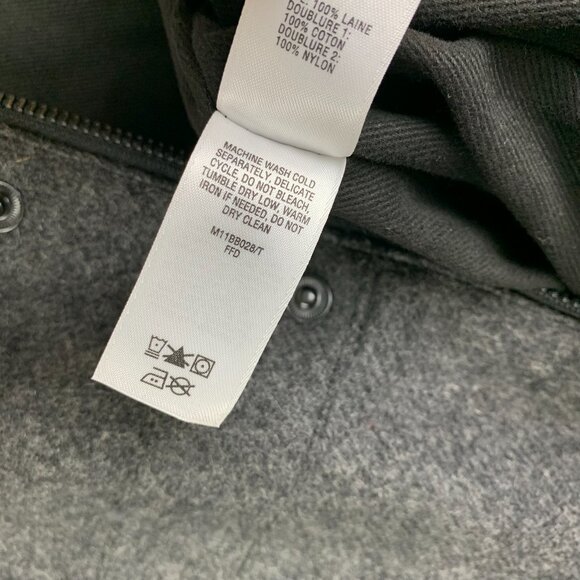 100% LAINE
DOUBLURE 1:
100% COTON
DOUBLURE 2:
100% NYLON
MACHINE WASH COLD
SEPARATELY, DELICATE
CYCLE, DO NOT BLEACH
TUMBLE DRY LOW, WARM
IRON IF NEEDED, DO NOT
DRY CLEAN
M11BB028/T
FFD